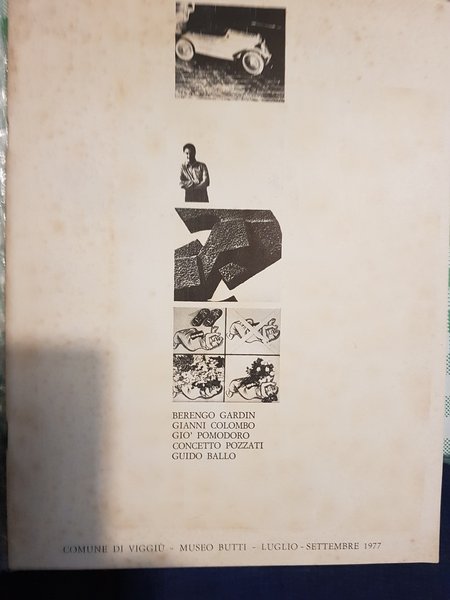 BERENGO GARDIN
GIANNI COLOMBO
GIO' POMODORO
CONCETTO POZZATI
GUIDO BALLO
COMUNE DI VIGGIÙ - MUSEO BUTTI - LUGLIO - SETTEMBRE 1977